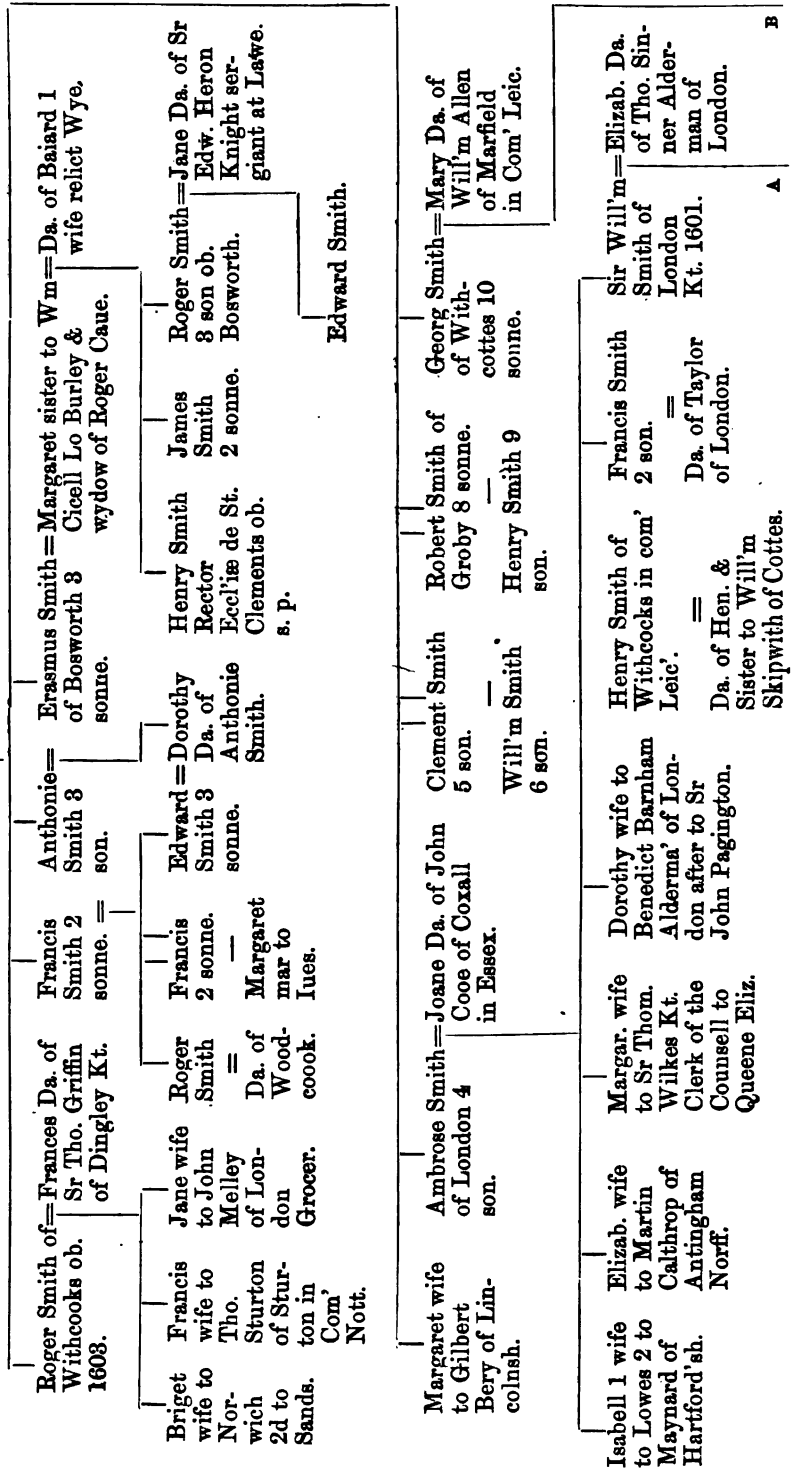 Roger Smith of=Frances Da. of
Withcocks ob. Sr Tho. Griffin
1603. of Dingley Kt.
Francis
Smith 2
sonne. =
Anthonie=
Smith 3
son.
Erasmus Smith=Margaret sister to Wm=Da. of Baiard 1
of Bosworth 3 Cicell Lo Burley & wife relict Wye.
sonne. wydow of Roger Caue.
Briget
wife to
Nor-
wich
2d to
Sands.
Francis
wife to
Tho.
Sturton
of Stur-
ton in
Com'
Nott.
Jane wife
to John
Melley
of Lon-
don
Grocer.
Roger
Smith
=
Da. of
Wood-
coock.
Francis
2 sonne.
—
Margaret
mar to
Iues.
Edward=Dorothy
Smith 3 Da. of
sonne. Anthonie
Smith.
Henry Smith
Rector
Eccl'iæ de St.
Clements ob.
s. p.
James
Smith
2 sonne.
Roger Smith=Jane Da. of Sr
3 son ob. Edw. Heron
Bosworth. Knight ser-
giant at Lawe.
Edward Smith.
Margaret wife
to Gilbert
Bery of Lin-
colnsh.
Ambrose Smith=Joane Da. of John
of London 4 Cooe of Coxall
son. in Essex.
Clement Smith
5 son.
—
Will'm Smith
6 son.
Robert Smith of
Groby 8 sonne.
—
Henry Smith 9
son.
Georg Smith=Mary Da. of
of With- Will'm Allen
cottes 10 of Marfield
sonne. in Com' Leic.
Isabell 1 wife
to Lowes 2 to
Maynard of
Hartford'sh.
Elizab. wife
to Martin
Calthrop of
Antingham
Norff.
Margar. wife
to Sr Thom.
Wilkes Kt.
Clerk of the
Counsell to
Queene Eliz.
Dorothy wife to
Benedict Barnham
Alderma' of Lon-
don after to Sr
John Pagington.
Henry Smith of
Withcocks in com'
Leic'.
=
Da. of Hen. &
Sister to Will'm
Skipwith of Cottes.
Francis Smith
2 son.
=
Da. of Taylor
of London.
Sir Will'm=Elizab. Da.
Smith of of Tho. Sin-
London ner Alder-
Kt. 1601. man of
London.
A
B